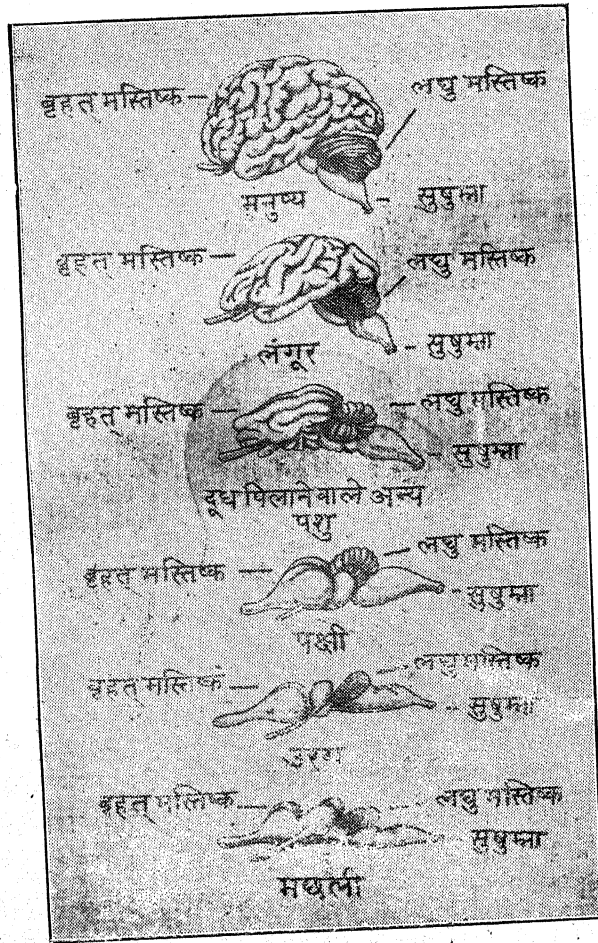 बृहत् मस्तिष्क
लघु मस्तिष्क
सुषुम्ना
मनुष्य
बृहत् मस्तिष्क
लघु मस्तिष्क
सुषुम्ना
लंगूर
बृहत् मस्तिष्क
लघु मस्तिष्क
सुषुम्ना
दूध पिलाने वाले अन्य
पशु
बृहत् मस्तिष्क
लघु मस्तिष्क
सुषुम्ना
पक्षी
बृहत् मस्तिष्क
लघु मस्तिष्क
सुषुम्ना
उरग
बृहत् मस्तिष्क
लघु मस्तिष्क
सुषुम्ना
मछली